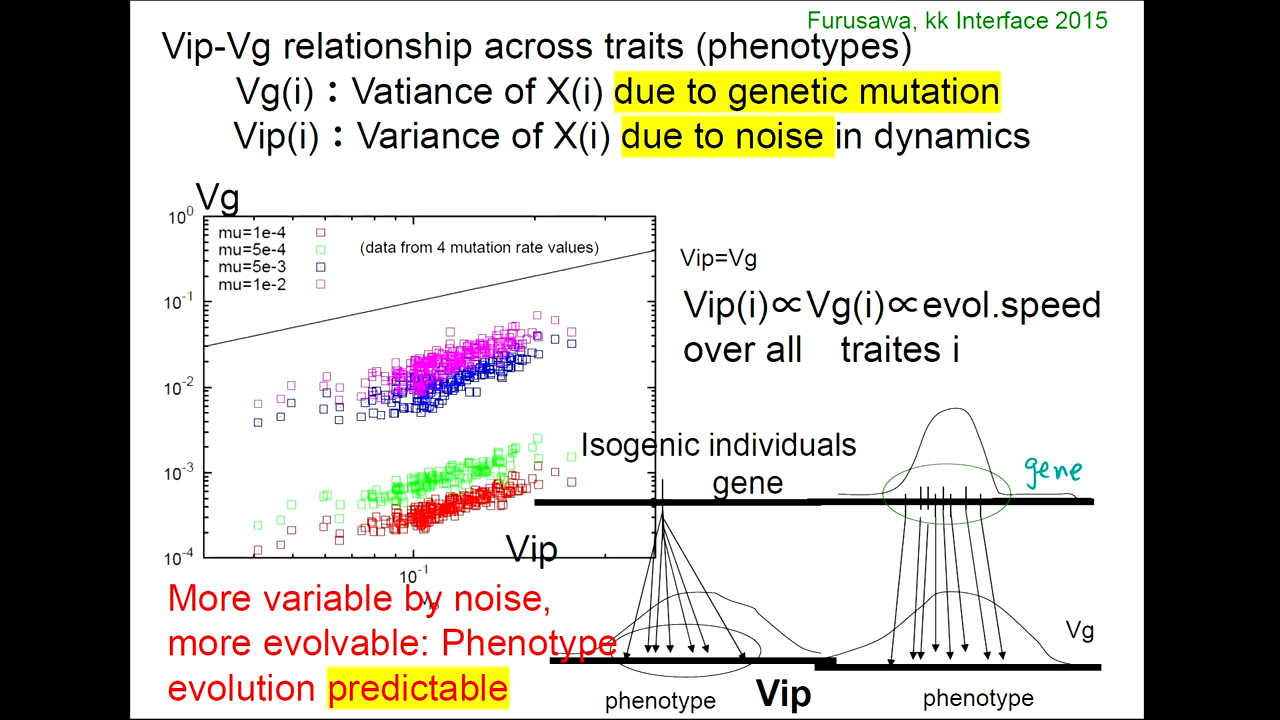 Furusawa, kk Interface 2015
Vip-Vg relationship across traits (phenotypes)
Vg(i)：Vatiance of X(i) due to genetic mutation
Vip(i)：Variance of X(i) due to noise in dynamics
Vg
10^0
mu=1e-4
mu=5e-4
mu=5e-3
mu=1e-2
(data from 4 mutation rate values)
10^-1
10^-2
10^-3
10^-4
10^-1
Vip
Vip=Vg
Vip(i)∝Vg(i)∝evol.speed
over all traites i
Isogenic individuals
gene
gene
More variable by noise,
more evolvable: Phenotype
evolution predictable
phenotype
Vip
Vg
phenotype